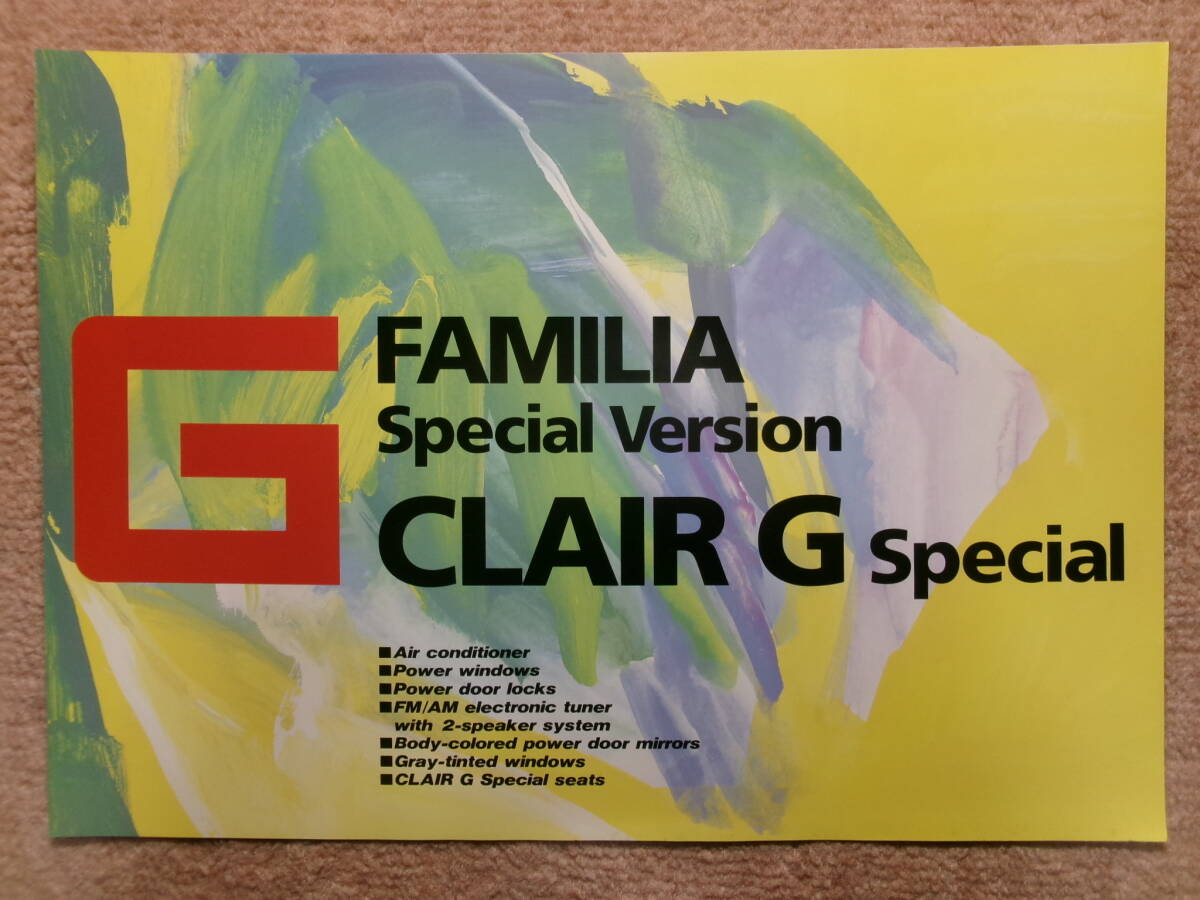 G
FAMILIA
Special Version
CLAIR G Special
■Air conditioner
■Power windows
■Power door locks
■FM/AM electronic tuner
with 2-speaker system
■Body-colored power door mirrors
■Gray-tinted windows
■CLAIR G Special seats